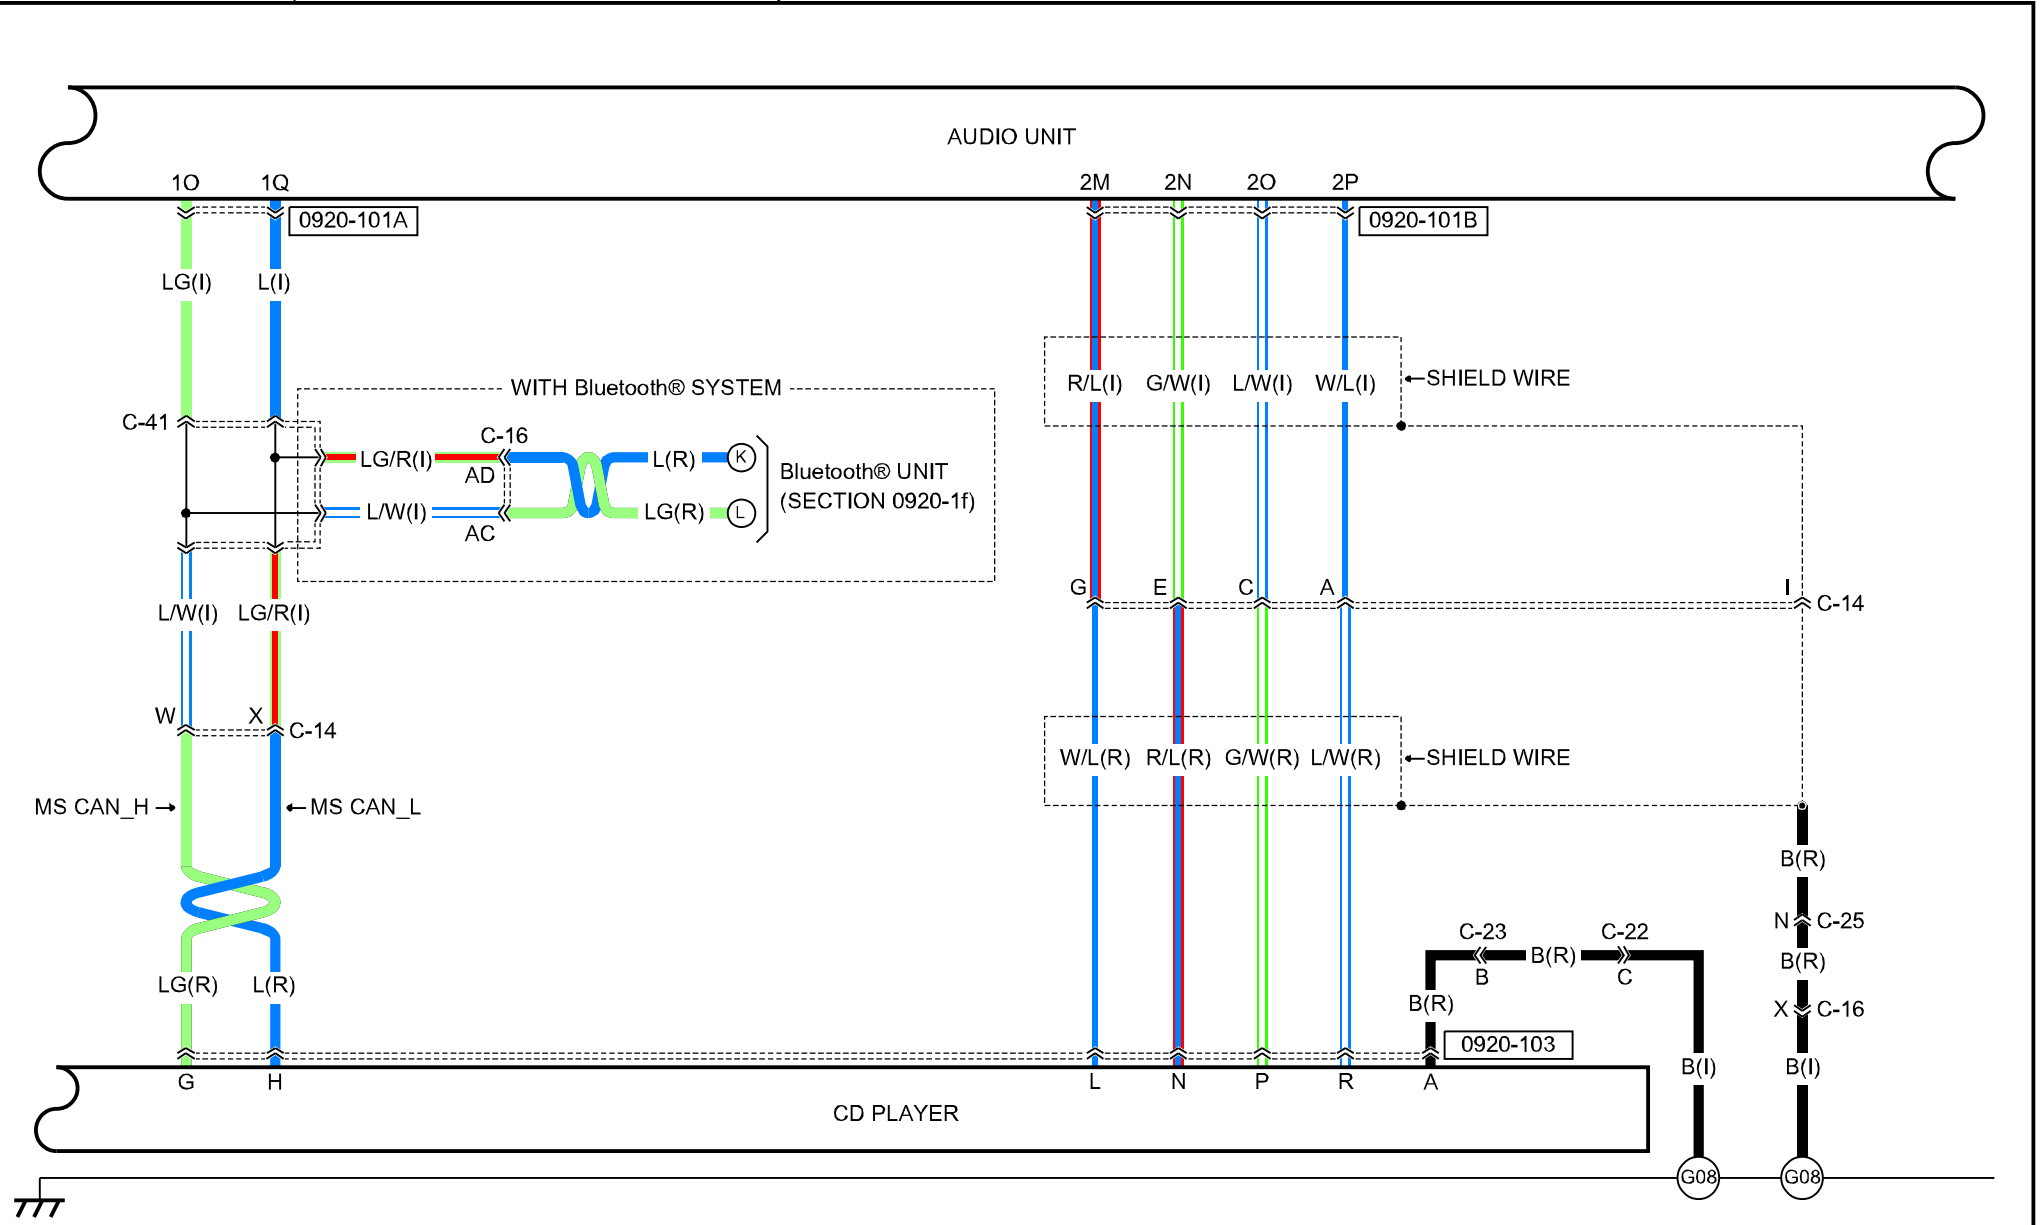 AUDIO UNIT
1O 1Q 2M 2N 2O 2P
0920-101A 0920-101B
LG(I) L(I)
R/L(I) G/W(I) L/W(I) W/L(I) SHIELD WIRE
WITH Bluetooth® SYSTEM
C-41
C-16
LG/R(I) L(R) K
AD
Bluetooth® UNIT
(SECTION 0920-1f)
L/W(I) LG(R) L
AC
G E C A I C-14
L/W(I) LG/R(I)
W X C-14
W/L(R) R/L(R) G/W(R) L/W(R) SHIELD WIRE
MS CAN_H MS CAN_L
B(R)
N C-25
C-23 B(R) C-22
B C
B(R)
LG(R) L(R)
B(R)
X C-16
0920-103
B(I) B(I)
G H L N P R A
CD PLAYER
G08 G08